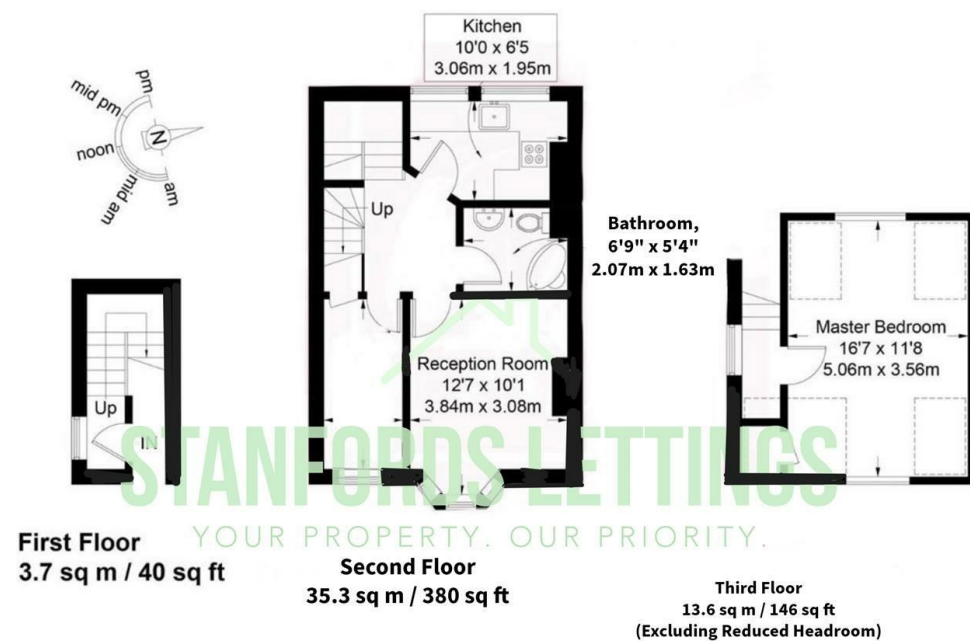 Kitchen
10'0 x 6'5
3.06m x 1.95m
pm
mid pm
noon
mid am
am
N
Up
Bathroom,
6'9" x 5'4"
2.07m x 1.63m
Master Bedroom
16'7 x 11'8
5.06m x 3.56m
Reception Room
12'7 x 10'1
3.84m x 3.08m
Up
IN
STANFORDS LETTINGS
YOUR PROPERTY. OUR PRIORITY.
First Floor
3.7 sq m / 40 sq ft
Second Floor
35.3 sq m / 380 sq ft
Third Floor
13.6 sq m / 146 sq ft
(Excluding Reduced Headroom)